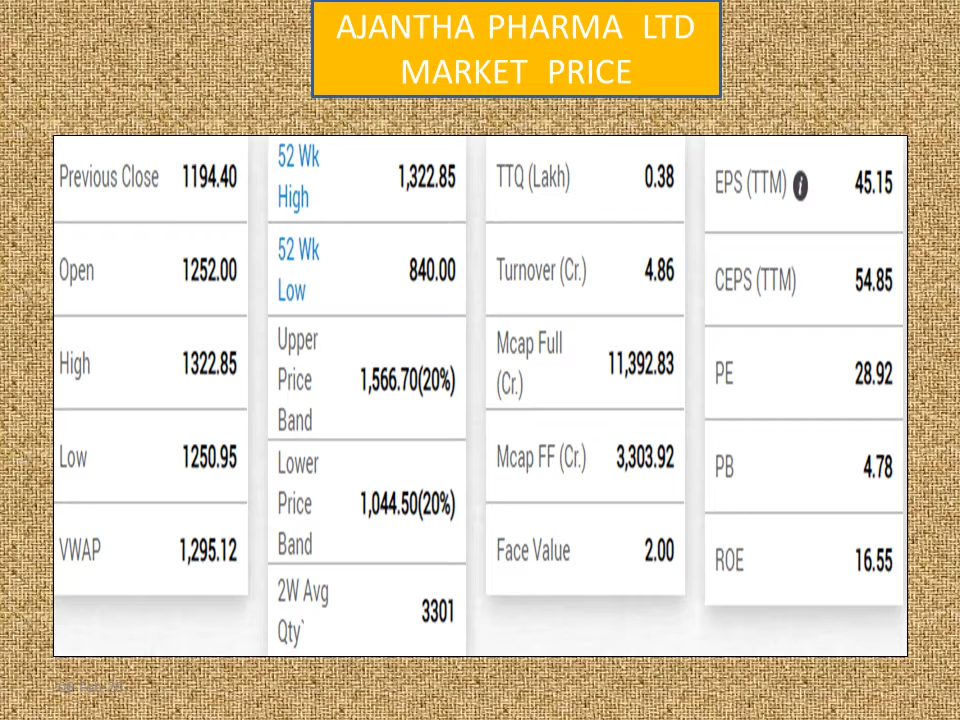 AJANTHA PHARMA LTD
MARKET PRICE
Previous Close 1194.40
Open 1252.00
High 1322.85
Low 1250.95
VWAP 1,295.12
52 Wk
High 1,322.85
52 Wk
Low 840.00
Upper
Price 1,566.70(20%)
Band
Lower
Price 1,044.50(20%)
Band
2W Avg
Qty` 3301
TTQ (Lakh) 0.38
Turnover (Cr.) 4.86
Mcap Full
(Cr.) 11,392.83
Mcap FF (Cr.) 3,303.92
Face Value 2.00
EPS (TTM) i 45.15
CEPS (TTM) 54.85
PE 28.92
PB 4.78
ROE 16.55